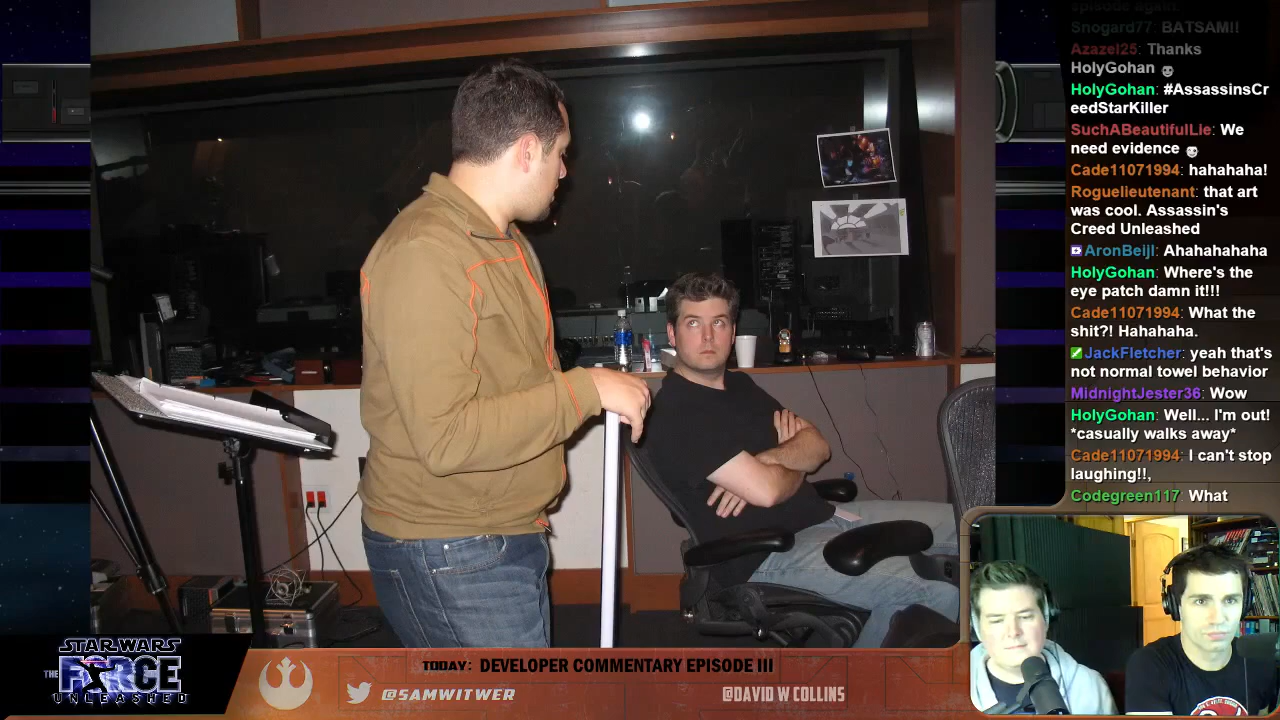 episode again.
Snogard77: BATSAM!!
Azazel25: Thanks
HolyGohan
HolyGohan: #AssassinsCr
eedStarKiller
SuchABeautifulLie: We
need evidence
Cade11071994: hahahaha!
Roguelieutenant: that art
was cool. Assassin's
Creed Unleashed
AronBeijl: Ahahahahaha
HolyGohan: Where's the
eye patch damn it!!!
Cade11071994: What the
shit?! Hahahaha.
JackFletcher: yeah that's
not normal towel behavior
MidnightJester36: Wow
HolyGohan: Well... I'm out!
*casually walks away*
Cade11071994: I can't stop
laughing!!,
Codegreen117: What
STAR WARS
THE FORCE
UNLEASHED
TODAY: DEVELOPER COMMENTARY EPISODE III
@SAMWITWER
@DAVID W COLLINS